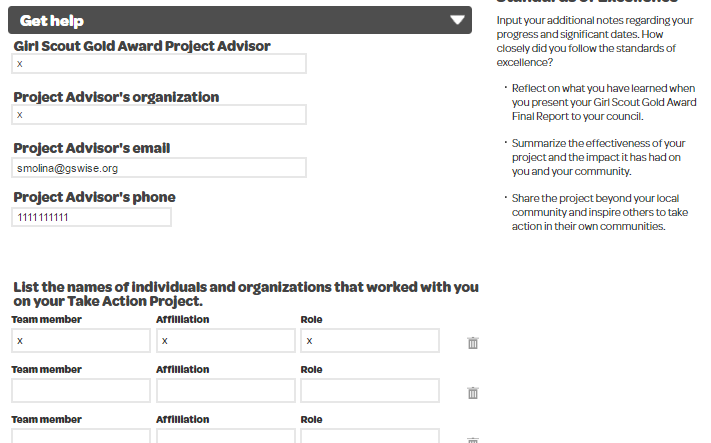 Get help
Girl Scout Gold Award Project Advisor
x
Project Advisor's organization
x
Project Advisor's email
smolina@gswise.org
Project Advisor's phone
1111111111
List the names of individuals and organizations that worked with you
on your Take Action Project.
Team member Affilliation Role
x x x
Team member Affilliation Role
Team member Affilliation Role
Standards of Excellence
Input your additional notes regarding your
progress and significant dates. How
closely did you follow the standards of
excellence?
· Reflect on what you have learned when
you present your Girl Scout Gold Award
Final Report to your council.
· Summarize the effectiveness of your
project and the impact it has had on
you and your community.
· Share the project beyond your local
community and inspire others to take
action in their own communities.